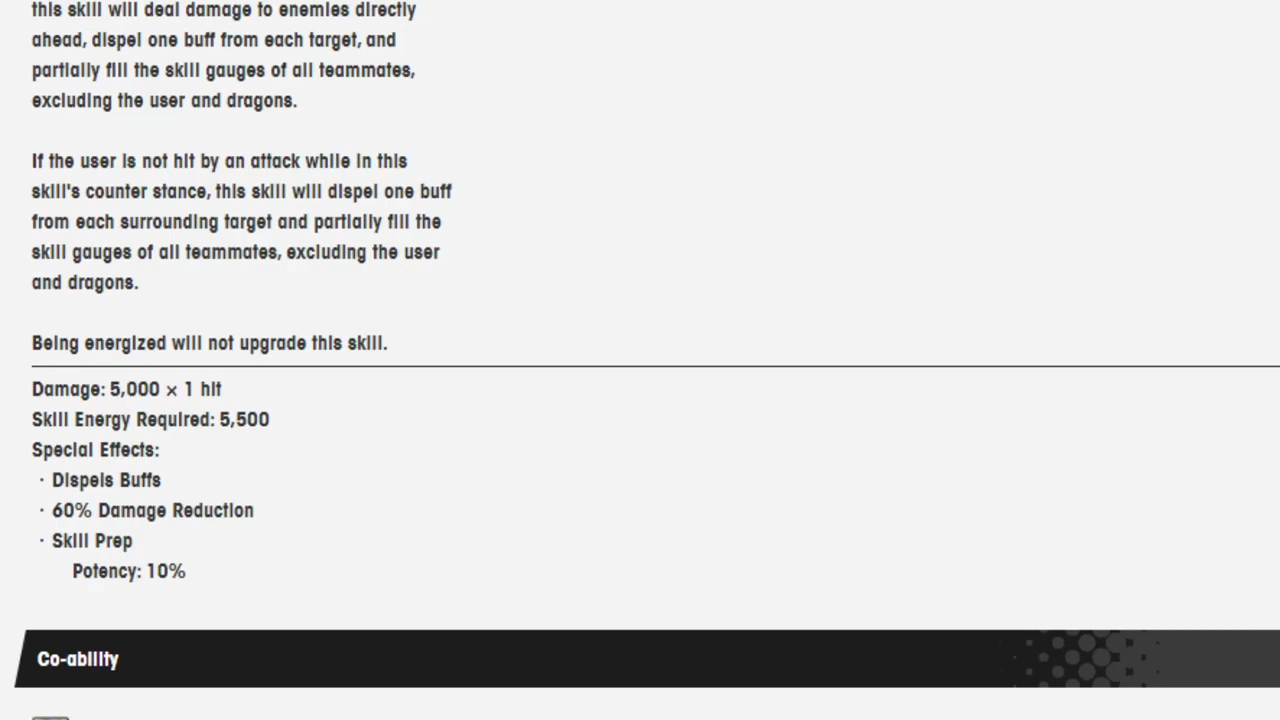 this skill will deal damage to enemies directly
ahead, dispel one buff from each target, and
partially fill the skill gauges of all teammates,
excluding the user and dragons.
If the user is not hit by an attack while in this
skill's counter stance, this skill will dispel one buff
from each surrounding target and partially fill the
skill gauges of all teammates, excluding the user
and dragons.
Being energized will not upgrade this skill.
Damage: 5,000 × 1 hit
Skill Energy Required: 5,500
Special Effects:
· Dispels Buffs
· 60% Damage Reduction
· Skill Prep
Potency: 10%
Co-ability